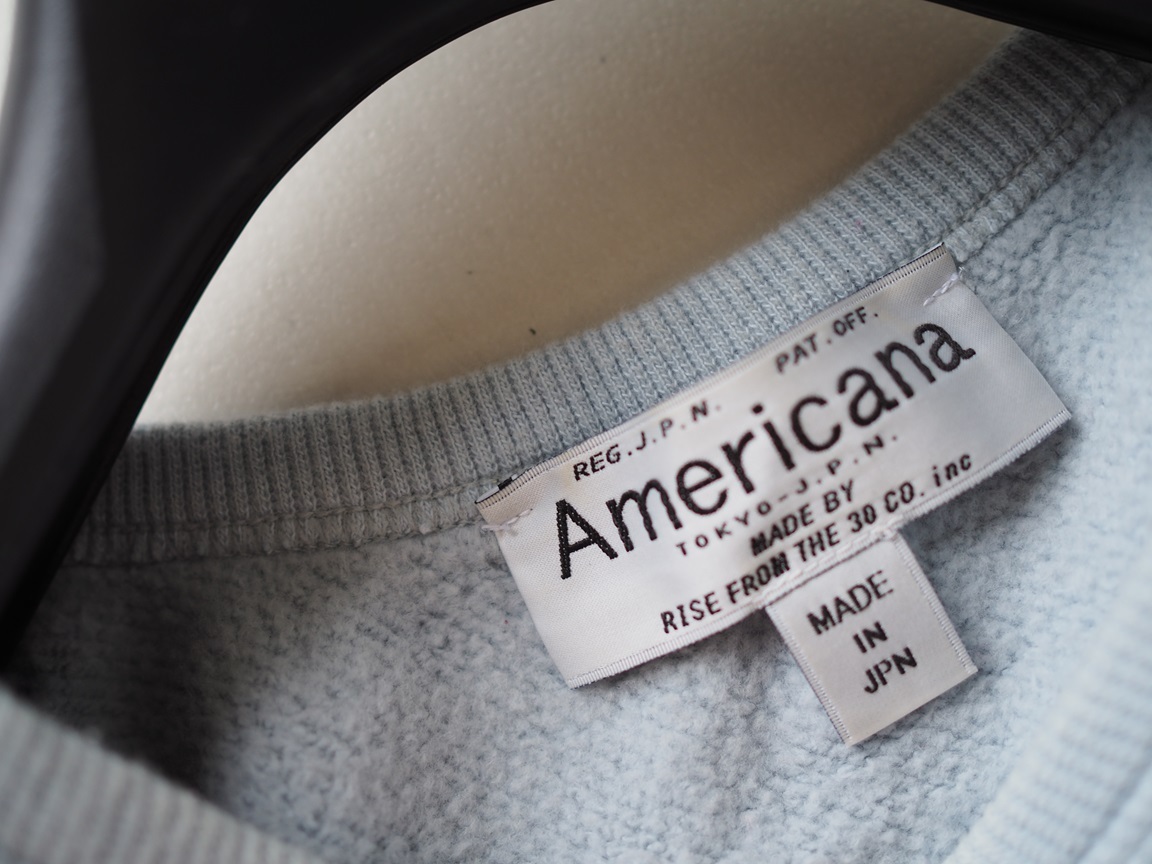 REG.J.P.N. PAT.OFF.
Americana
TOKYO-J.P.N.
MADE BY
RISE FROM THE 30 CO. inc
MADE
IN
JPN